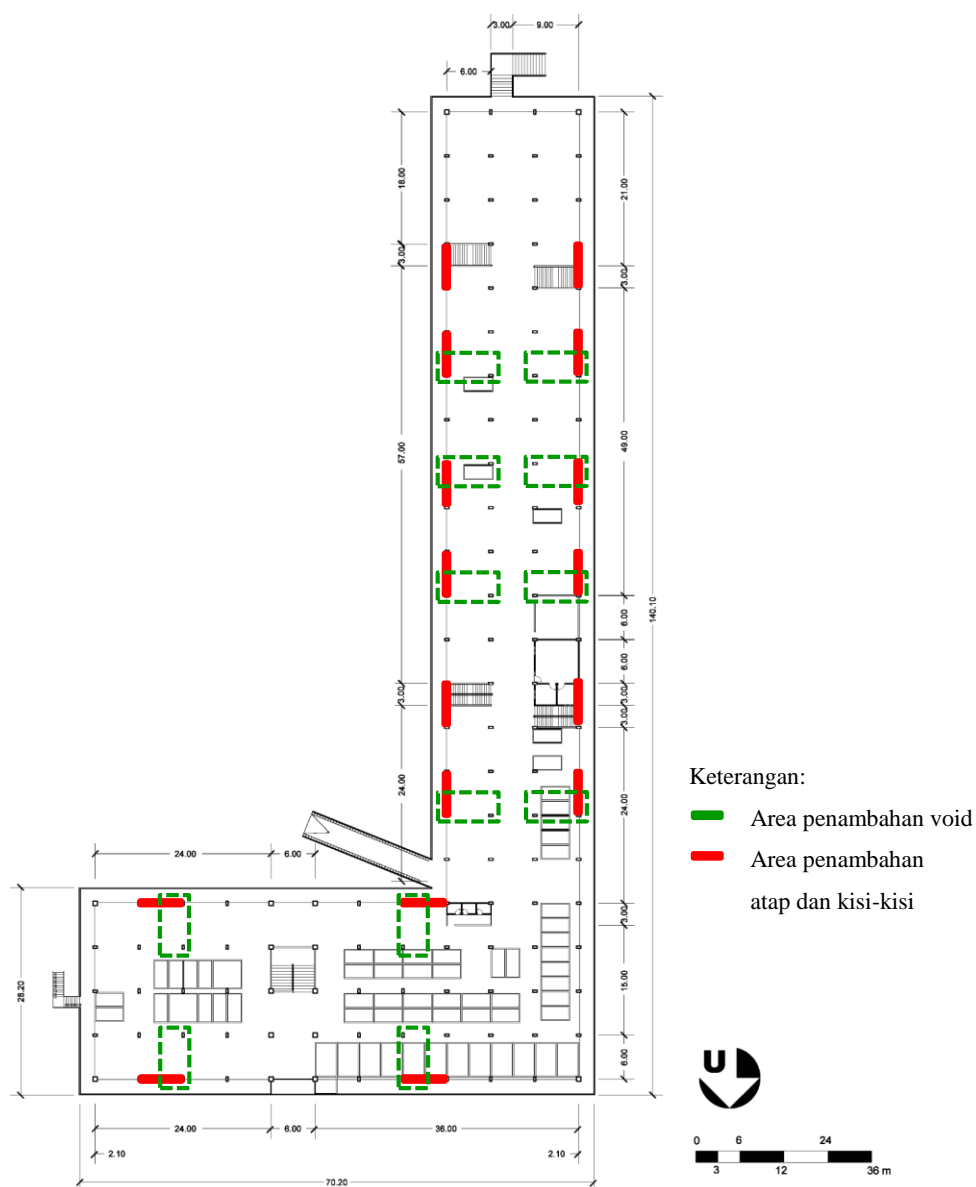 3.00 9.00
6.00
18.00
21.00
3.00
3.00
57.00
49.00
140.10
6.00
6.00
3.00
3.00
3.00
24.00
24.00
Keterangan:
Area penambahan void
Area penambahan
atap dan kisi-kisi
24.00 6.00
3.00
28.20
15.00
6.00
U
24.00 6.00 36.00
2.10 2.10
70.20
0 6 24
3 12 36 m